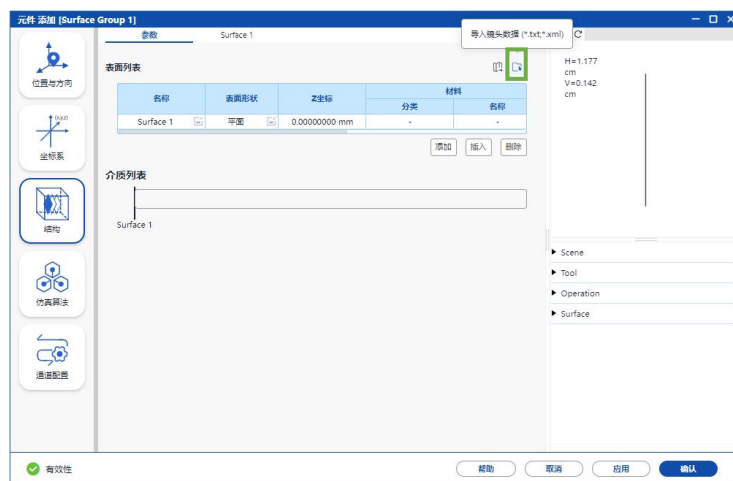 元件 添加 [Surface Group 1]
参数
Surface 1
导入镜头数据 (*.txt;*.xml)
表面列表
名称
表面形状
Z坐标
材料
分类
名称
Surface 1
平面
0.00000000 mm
-
-
添加
插入
删除
介质列表
Surface 1
位置与方向
(x,y,z)
坐标系
结构
仿真算法
通道配置
H=1.177
cm
V=0.142
cm
Scene
Tool
Operation
Surface
有效性
帮助
取消
应用
确认